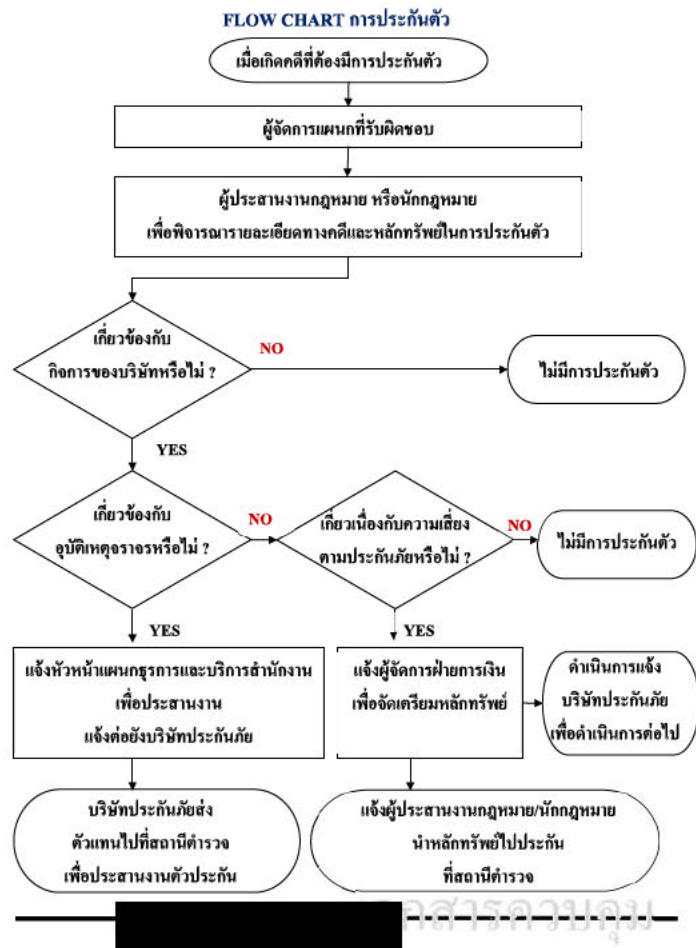 FLOW CHART การประกันตัว
เมื่อเกิดคดีที่ต้องมีการประกันตัว
ผู้จัดการแผนกที่รับผิดชอบ
ผู้ประสานงานกฎหมาย หรือนักกฎหมาย
เพื่อพิจารณารายละเอียดทางคดีและหลักทรัพย์ในการประกันตัว
เกี่ยวข้องกับ
กิจการของบริษัทหรือไม่ ?
NO
ไม่มีการประกันตัว
YES
เกี่ยวข้องกับ
อุบัติเหตุจราจรหรือไม่ ?
NO
เกี่ยวเนื่องกับความเสี่ยง
ตามประกันภัยหรือไม่ ?
NO
ไม่มีการประกันตัว
YES
YES
แจ้งหัวหน้าแผนกธุรการและบริการสำนักงาน
เพื่อประสานงาน
แจ้งต่อยังบริษัทประกันภัย
แจ้งผู้จัดการฝ่ายการเงิน
เพื่อจัดเตรียมหลักทรัพย์
ดำเนินการแจ้ง
บริษัทประกันภัย
เพื่อดำเนินการต่อไป
บริษัทประกันภัยส่ง
ตัวแทนไปที่สถานีตำรวจ
เพื่อประสานงานตัวประกัน
แจ้งผู้ประสานงานกฎหมาย/นักกฎหมาย
นำหลักทรัพย์ไปประกัน
ที่สถานีตำรวจ
เอกสารควบคุม